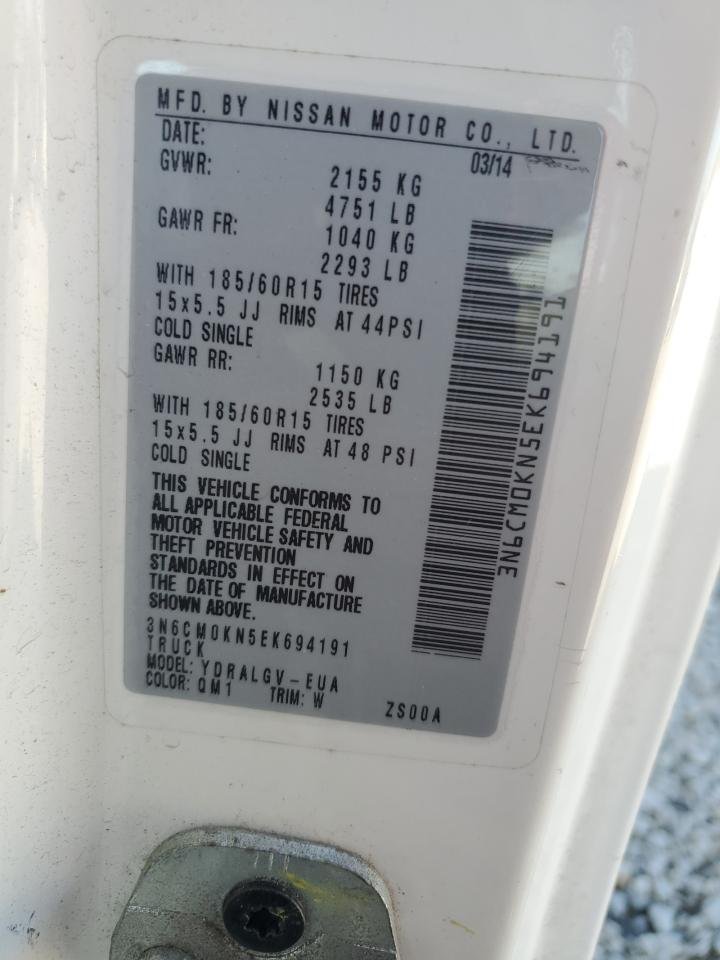 MFD. BY NISSAN MOTOR CO., LTD.
DATE: 03/14
GVWR: 2155 KG
4751 LB
GAWR FR: 1040 KG
2293 LB
WITH 185/60R15 TIRES
15x5.5 JJ RIMS AT 44PSI
COLD SINGLE
GAWR RR: 1150 KG
2535 LB
WITH 185/60R15 TIRES
15x5.5 JJ RIMS AT 48 PSI
COLD SINGLE
THIS VEHICLE CONFORMS TO
ALL APPLICABLE FEDERAL
MOTOR VEHICLE SAFETY AND
THEFT PREVENTION
STANDARDS IN EFFECT ON
THE DATE OF MANUFACTURE
SHOWN ABOVE.
3N6CM0KN5EK694191
TRUCK
MODEL: YDRALGV-EUA
COLOR: QM1 TRIM: W ZS00A
3N6CM0KN5EK694191